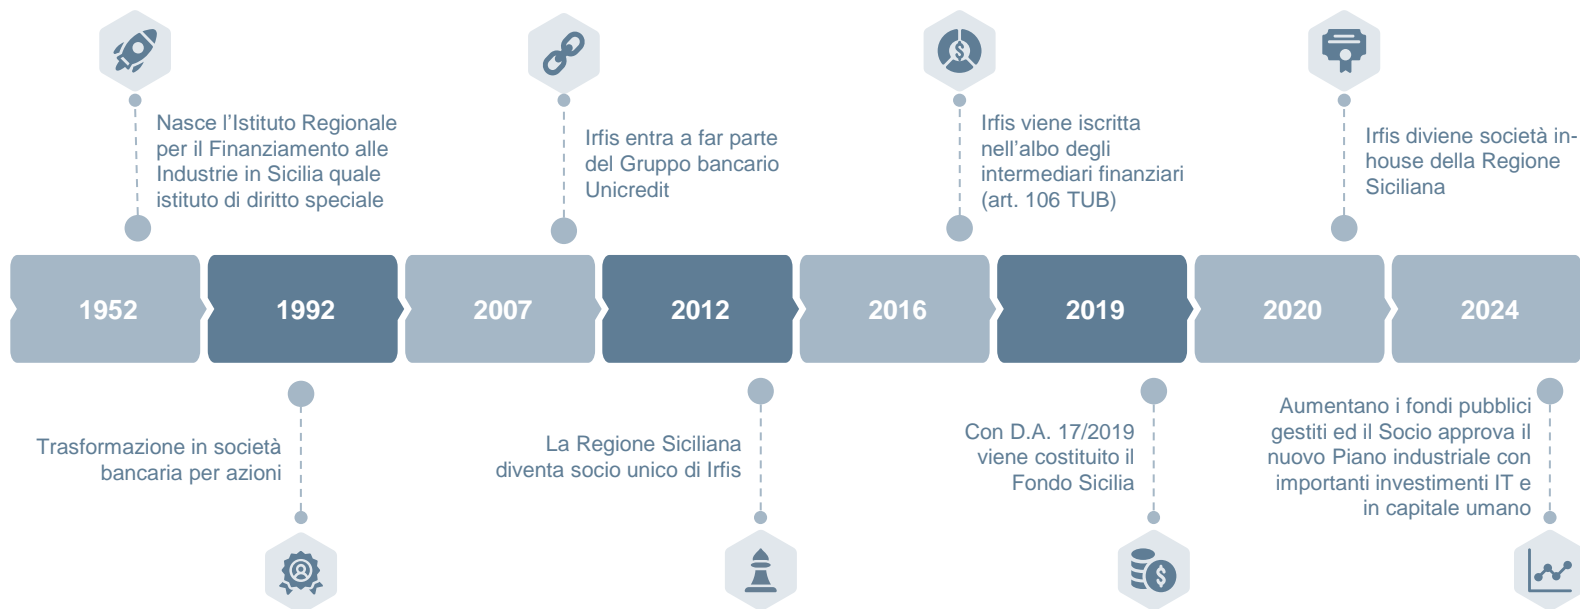 Nasce l'Istituto Regionale
per il Finanziamento alle
Industrie in Sicilia quale
istituto di diritto speciale
Irfis entra a far parte
del Gruppo bancario
Unicredit
Irfis viene iscritta
nell'albo degli
intermediari finanziari
(art. 106 TUB)
Irfis diviene società in-
house della Regione
Siciliana
1952
1992
2007
2012
2016
2019
2020
2024
Trasformazione in società
bancaria per azioni
La Regione Siciliana
diventa socio unico di Irfis
Con D.A. 17/2019
viene costituito il
Fondo Sicilia
Aumentano i fondi pubblici
gestiti ed il Socio approva il
nuovo Piano industriale con
importanti investimenti IT e
in capitale umano